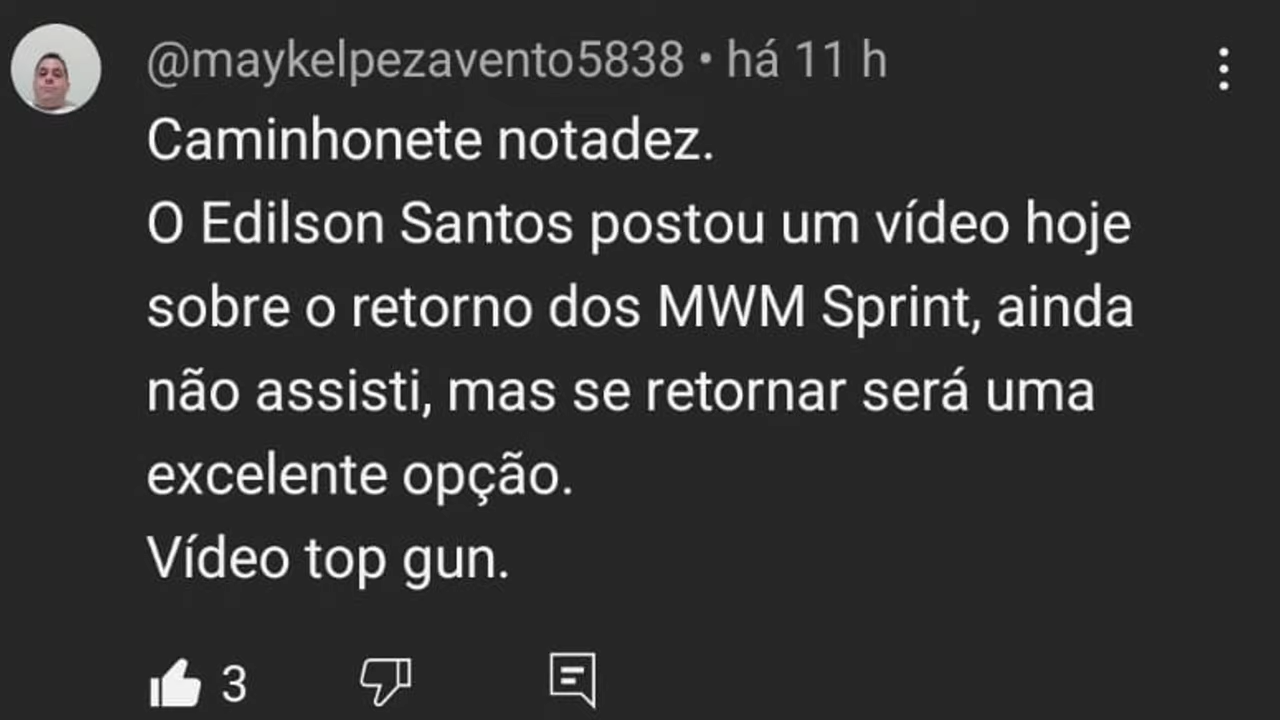 @maykelpezavento5838 • há 11 h
Caminhonete notadez.
O Edilson Santos postou um vídeo hoje
sobre o retorno dos MWM Sprint, ainda
não assisti, mas se retornar será uma
excelente opção.
Vídeo top gun.
3